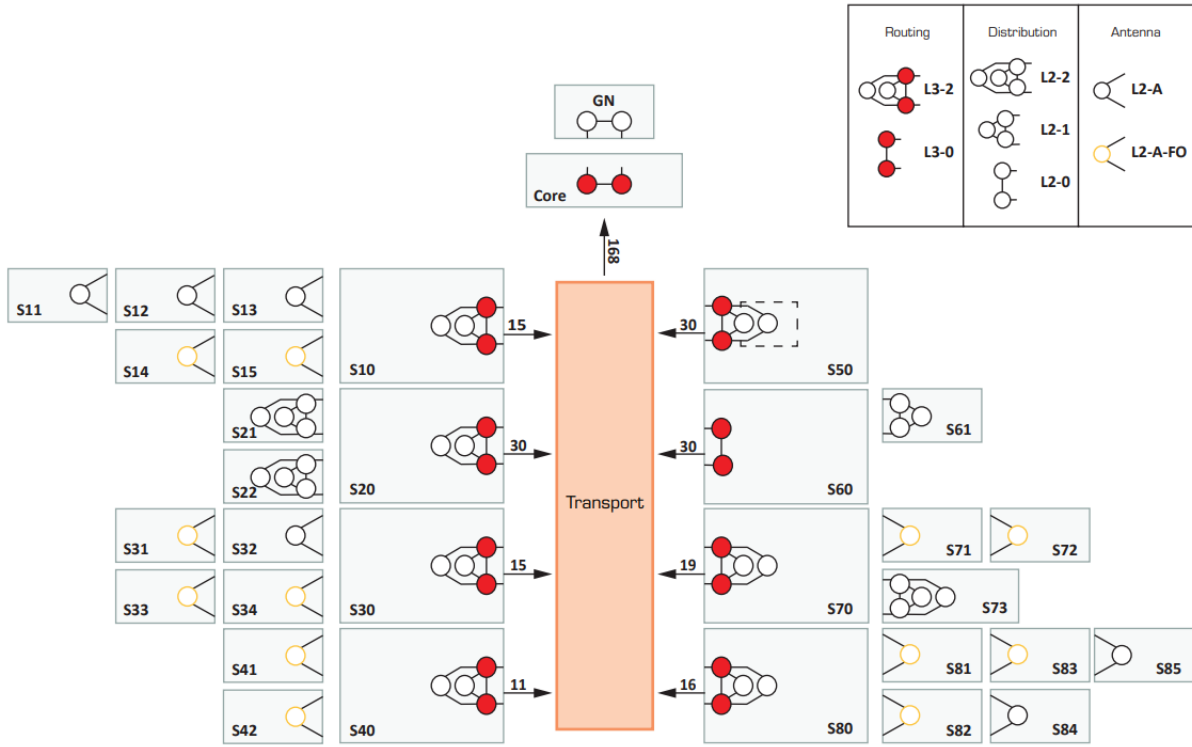 Routing
Distribution
Antenna
L3-2
L3-0
L2-2
L2-1
L2-0
L2-A
L2-A-FO
GN
Core
168
Transport
S11
S12
S13
S14
S15
S10
15
S21
S22
S20
30
S31
S32
S33
S34
S30
15
S41
S42
S40
11
30
S50
30
S60
S61
19
S70
S71
S72
S73
16
S80
S81
S83
S85
S82
S84